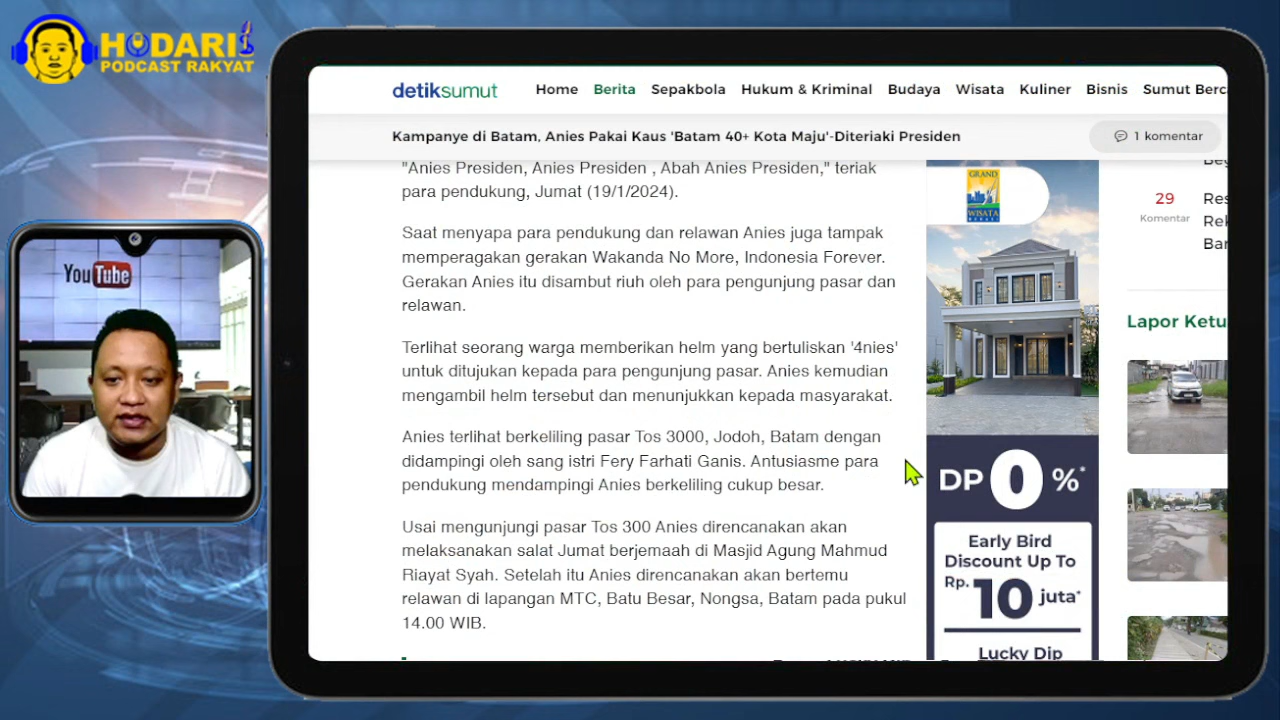 HODARI
PODCAST RAKYAT
YouTube
detiksumut
Home Berita Sepakbola Hukum & Kriminal Budaya Wisata Kuliner Bisnis Sumut
Kampanye di Batam, Anies Pakai Kaus 'Batam 40+ Kota Maju'-Diteriaki Presiden
1 komentar
"Anies Presiden, Anies Presiden , Abah Anies Presiden," teriak
para pendukung, Jumat (19/1/2024).
Saat menyapa para pendukung dan relawan Anies juga tampak
memperagakan gerakan Wakanda No More, Indonesia Forever.
Gerakan Anies itu disambut riuh oleh para pengunjung pasar dan
relawan.
Terlihat seorang warga memberikan helm yang bertuliskan '4nies'
untuk ditujukan kepada para pengunjung pasar. Anies kemudian
mengambil helm tersebut dan menunjukkan kepada masyarakat.
Anies terlihat berkeliling pasar Tos 3000, Jodoh, Batam dengan
didampingi oleh sang istri Fery Farhati Ganis. Antusiasme para
pendukung mendampingi Anies berkeliling cukup besar.
Usai mengunjungi pasar Tos 300 Anies direncanakan akan
melaksanakan salat Jumat berjemaah di Masjid Agung Mahmud
Riayat Syah. Setelah itu Anies direncanakan akan bertemu
relawan di lapangan MTC, Batu Besar, Nongsa, Batam pada pukul
14.00 WIB.
GRAND
WISATA
BEKASI
DP 0 %*
Early Bird
Discount Up To
Rp. 10 juta*
Lucky Dip
29
Komentar
Lapor